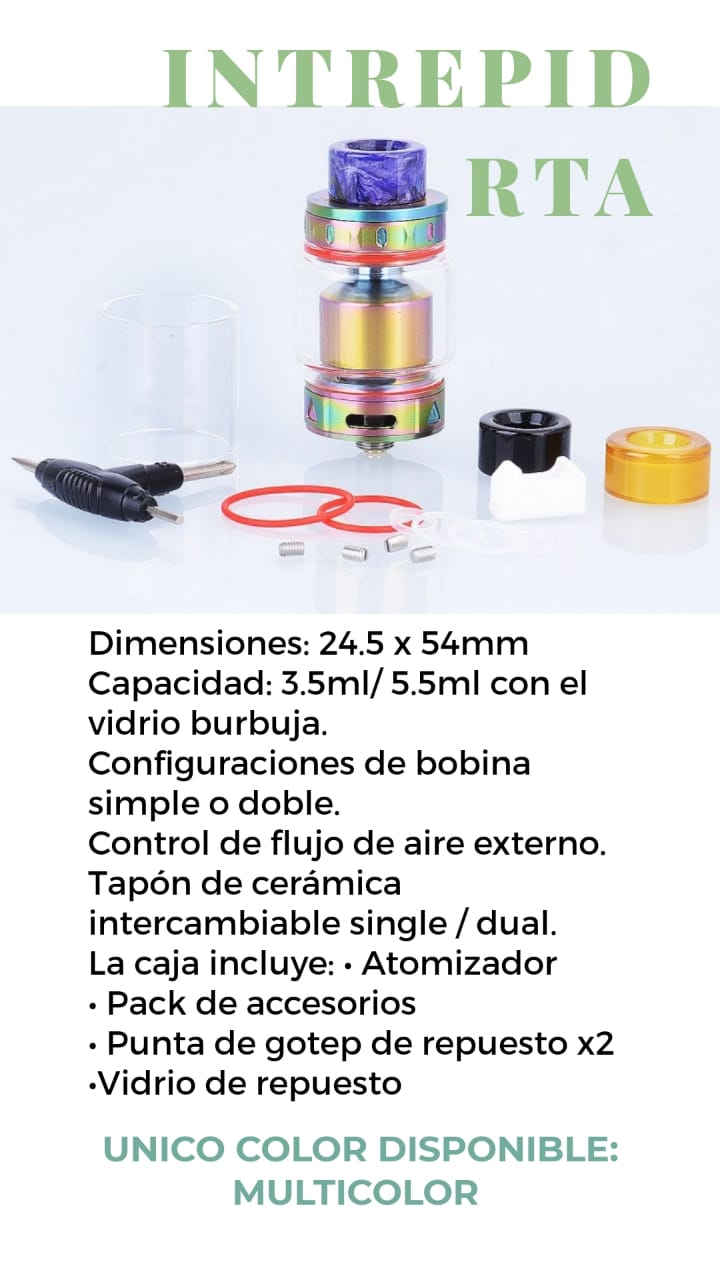 INTREPID
RTA
Dimensiones: 24.5 x 54mm
Capacidad: 3.5ml/ 5.5ml con el
vidrio burbuja.
Configuraciones de bobina
simple o doble.
Control de flujo de aire externo.
Tapón de cerámica
intercambiable single / dual.
La caja incluye: • Atomizador
• Pack de accesorios
• Punta de gotep de repuesto x2
•Vidrio de repuesto
UNICO COLOR DISPONIBLE:
MULTICOLOR